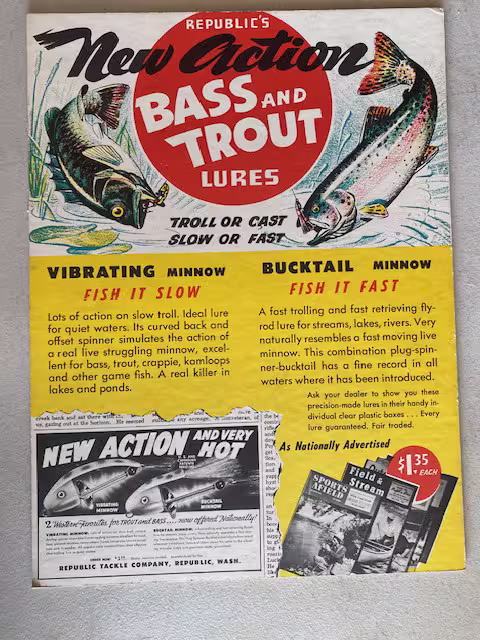 REPUBLIC'S
New Action
BASS AND
TROUT
LURES
TROLL OR CAST
SLOW OR FAST
VIBRATING MINNOW
FISH IT SLOW
Lots of action on slow troll. Ideal lure
for quiet waters. Its curved back and
offset spinner simulates the action of
a real live struggling minnow, excel-
lent for bass, trout, crappie, kamloops
and other game fish. A real killer in
lakes and ponds.
BUCKTAIL MINNOW
FISH IT FAST
A fast trolling and fast retrieving fly-
rod lure for streams, lakes, rivers. Very
naturally resembles a fast moving live
minnow. This combination plug-spin-
ner-bucktail has a fine record in all
waters where it has been introduced.
Ask your dealer to show you these
precision-made lures in their handy in-
dividual clear plastic boxes . . . Every
lure guaranteed. Fair traded.
As Nationally Advertised
$1.35
EACH
SPORTS
AFIELD
Field &
Stream
NEW ACTION AND VERY
HOT
VIBRATING
MINNOW
BUCKTAIL
MINNOW
2 Western Favorites for TROUT and BASS . . . now offered Nationally!
VIBRATING MINNOW:
BUCKTAIL MINNOW:
REPUBLIC TACKLE COMPANY, REPUBLIC, WASH.